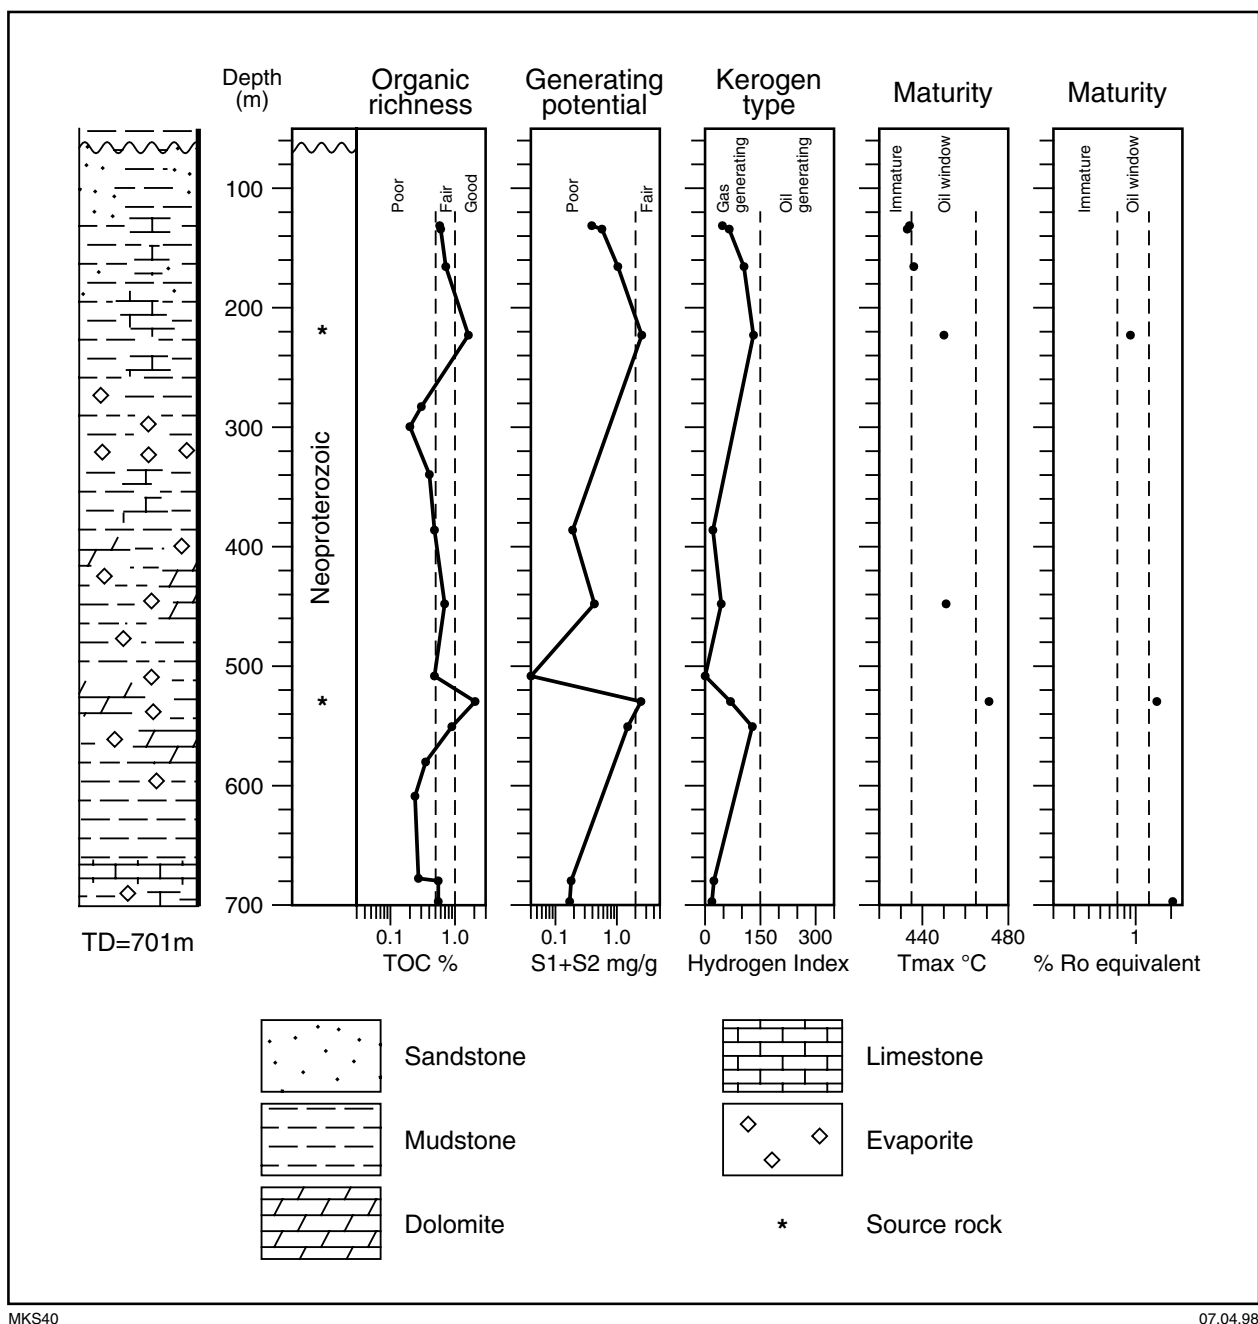 Depth
(m)
Organic
richness
Generating
potential
Kerogen
type
Maturity
Maturity
Poor
Fair
Good
Poor
Fair
Gas
generating
Oil
generating
Immature
Oil window
Immature
Oil window
100
200
300
400
500
600
700
*
Neoproterozoic
*
TD=701m
0.1 1.0
TOC %
0.1 1.0
S1+S2 mg/g
0 150 300
Hydrogen Index
440 480
Tmax °C
1
% Ro equivalent
Sandstone
Limestone
Mudstone
Evaporite
Dolomite
* Source rock
MKS40
07.04.98